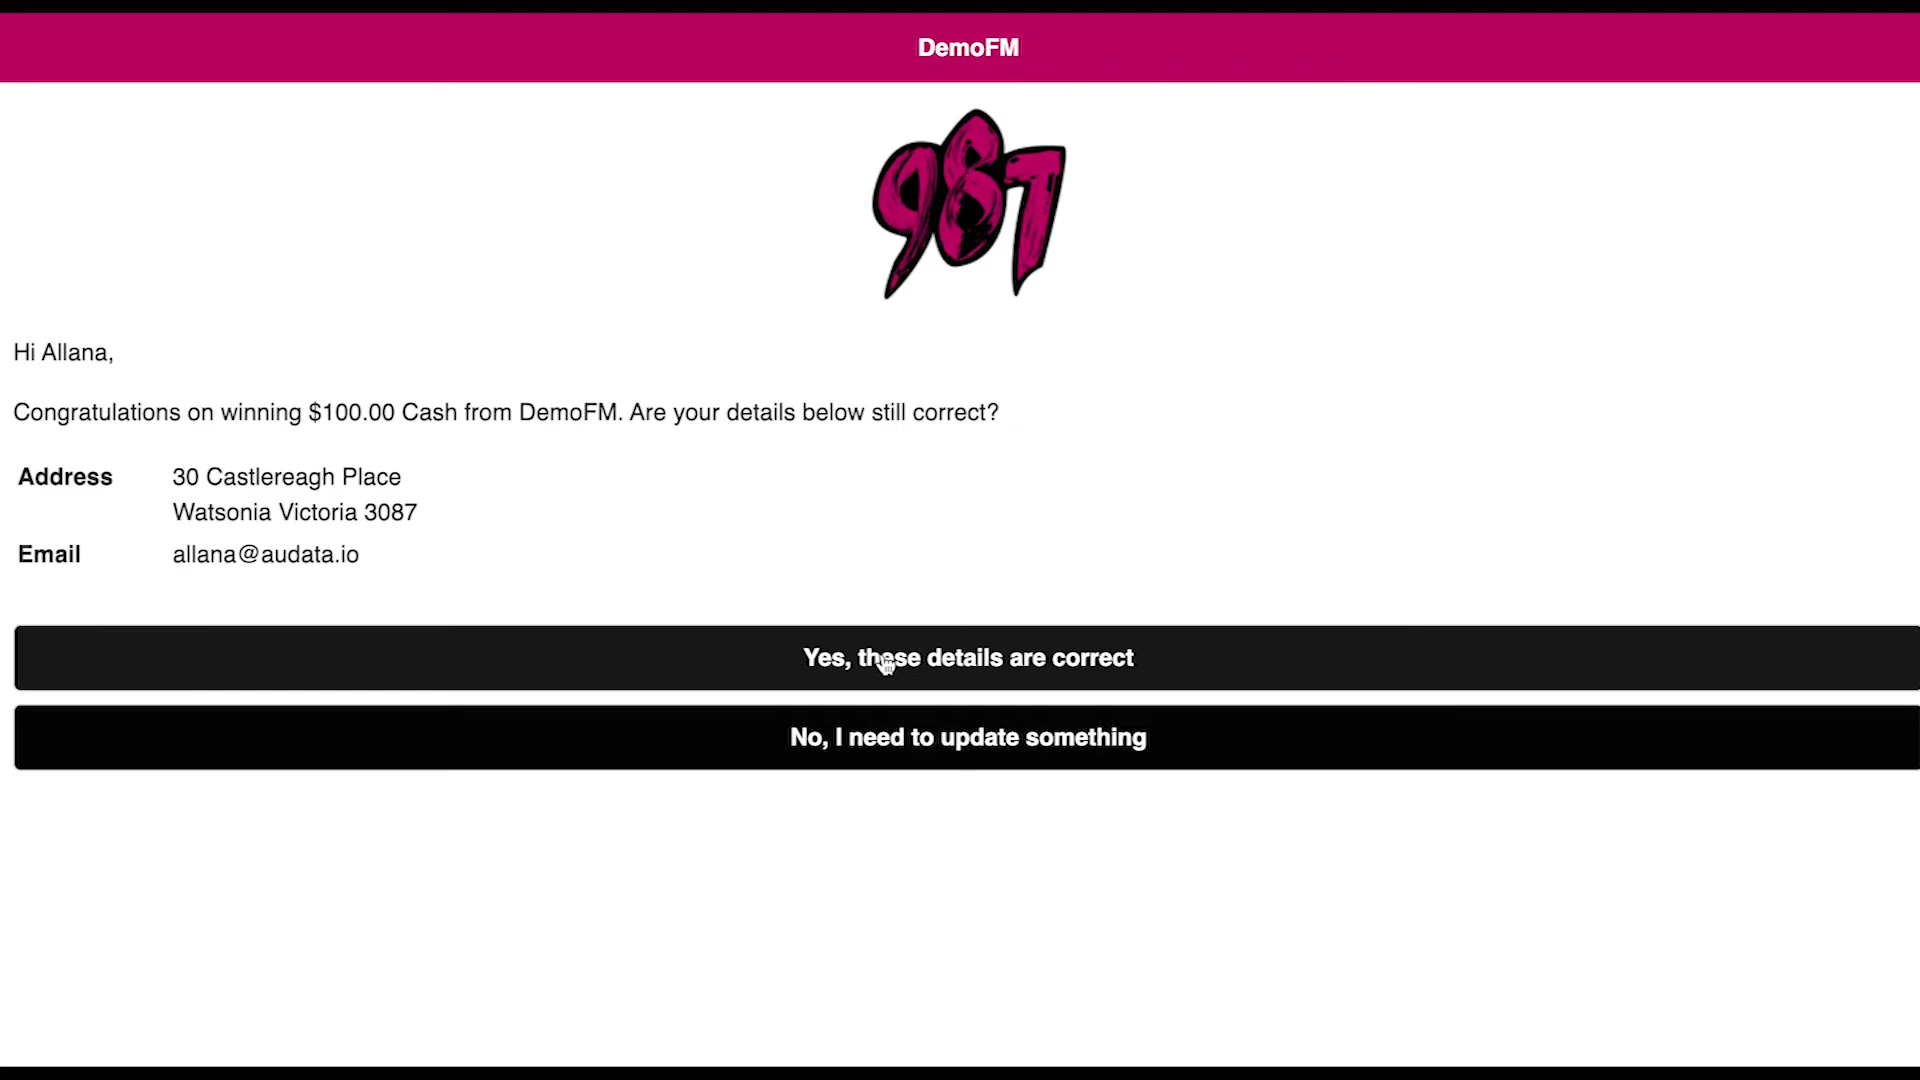 DemoFM
987
Hi Allana,
Congratulations on winning $100.00 Cash from DemoFM. Are your details below still correct?
Address 30 Castlereagh Place
Watsonia Victoria 3087
Email allana@audata.io
Yes, these details are correct
No, I need to update something